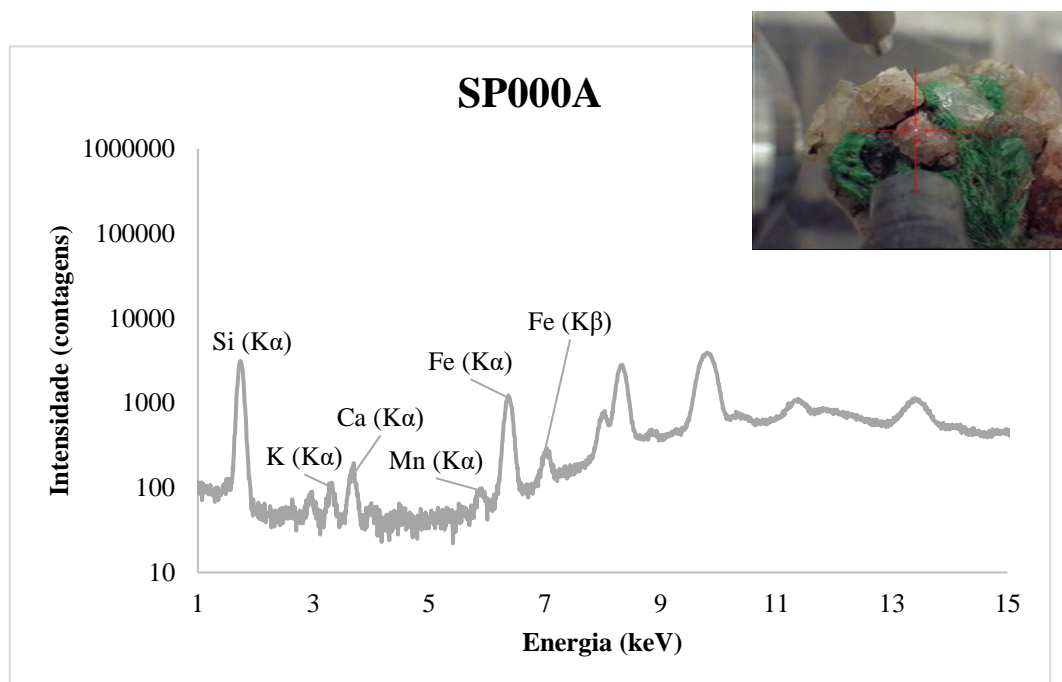 SP000A
Intensidade (contagens)
1000000
100000
10000
1000
100
10
Si (Kα)
K (Kα)
Ca (Kα)
Mn (Kα)
Fe (Kα)
Fe (Kβ)
1 3 5 7 9 11 13 15
Energia (keV)